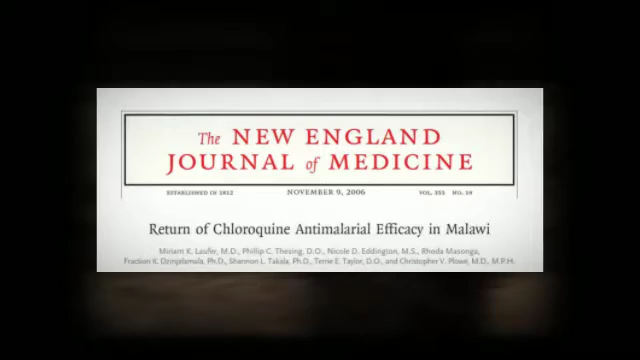 The NEW ENGLAND
JOURNAL of MEDICINE
ESTABLISHED IN 1812 NOVEMBER 9, 2006 VOL. 355 NO. 19
Return of Chloroquine Antimalarial Efficacy in Malawi
Miriam K. Laufer, M.D., Phillip C. Thesing, D.O., Nicole D. Eddington, M.S., Rhoda Masonga,
Fraction K. Dzinjalamala, Ph.D., Shannon L. Takala, Ph.D., Terrie E. Taylor, D.O., and Christopher V. Plowe, M.D., M.P.H.